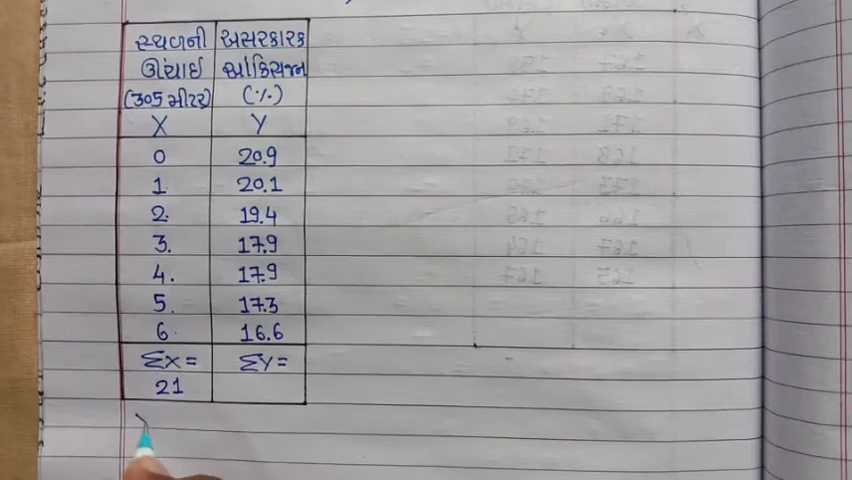 સ્થળની અસરકારક
ઊંચાઈ ઓક્સિજન
(305 મીટર) (%)
X Y
0 20.9
1 20.1
2. 19.4
3. 17.9
4. 17.9
5. 17.3
6 16.6
ΣX = ΣY =
21